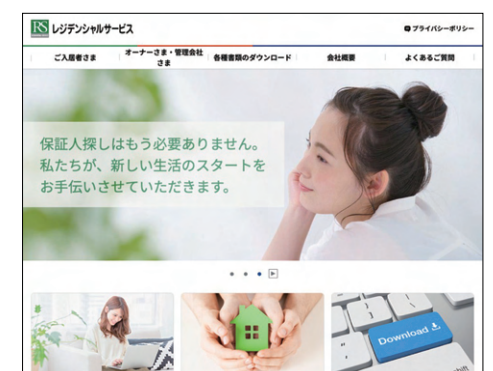 RS レジデンシャルサービス
プライバシーポリシー
ご入居者さま
オーナーさま・管理会社
さま
各種書類のダウンロード
会社概要
よくあるご質問
保証人探しはもう必要ありません。
私たちが、新しい生活のスタートを
お手伝いさせていただきます。
Download
shift